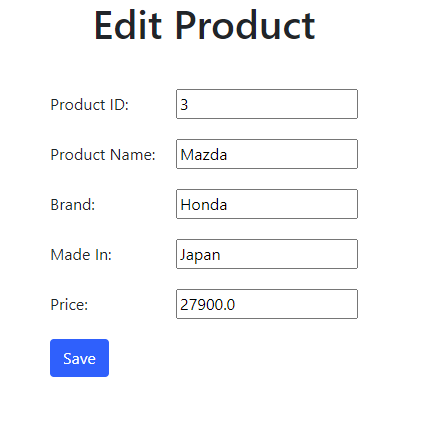 Edit Product
Product ID: 3
Product Name: Mazda
Brand: Honda
Made In: Japan
Price: 27900.0
Save